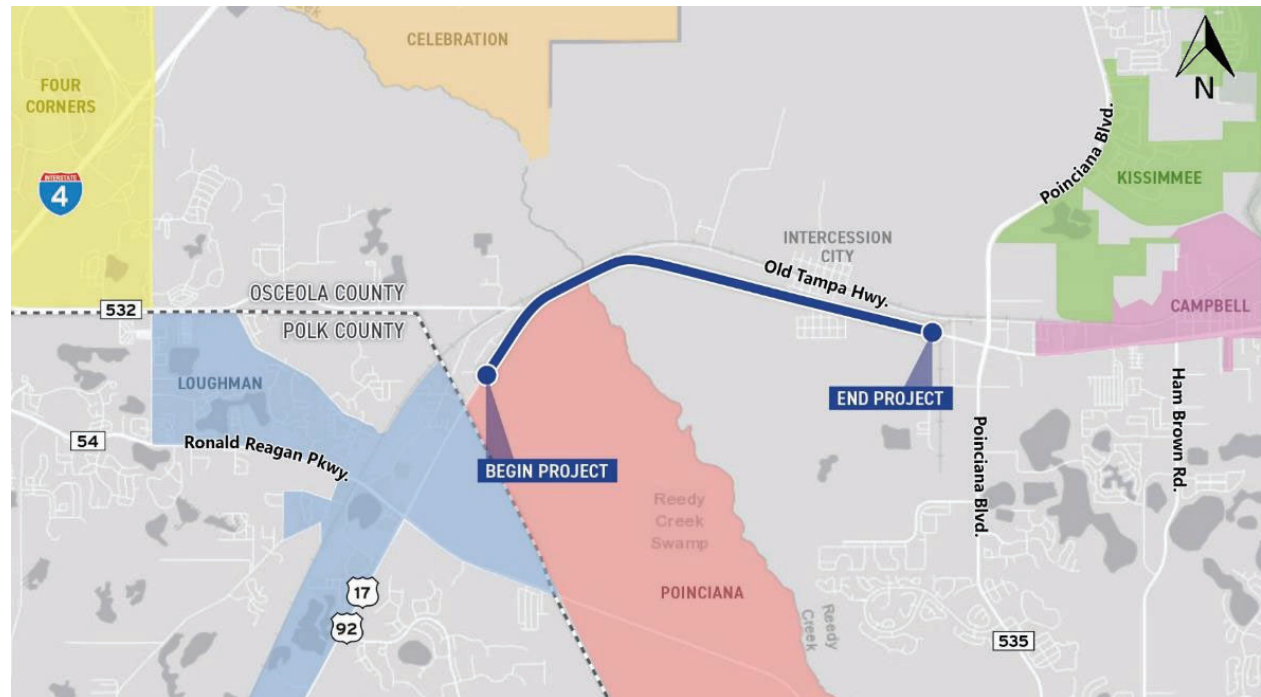 Creek
CELEBRATION
FOUR
CORNERS
INTERSTATE
4
N
Poinciana Blvd.
KISSIMMEE
INTERCESSION
CITY
Old Tampa Hwy.
532
OSCEOLA COUNTY
POLK COUNTY
CAMPBELL
LOUGHMAN
END PROJECT
54
Ronald Reagan Pkwy.
BEGIN PROJECT
Poinciana Blvd.
Ham Brown Rd.
Reedy
Creek
Swamp
17
92
POINCIANA
Reedy
Creek
535